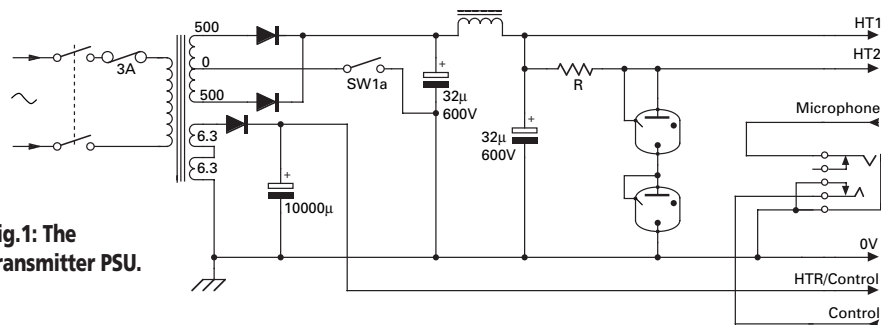 500
HT1
0
HT2
3A
SW1a
R
500
32µ
600V
Microphone
6.3
32µ
600V
6.3
10000µ
ig.1: The
ransmitter PSU.
0V
HTR/Control
Control